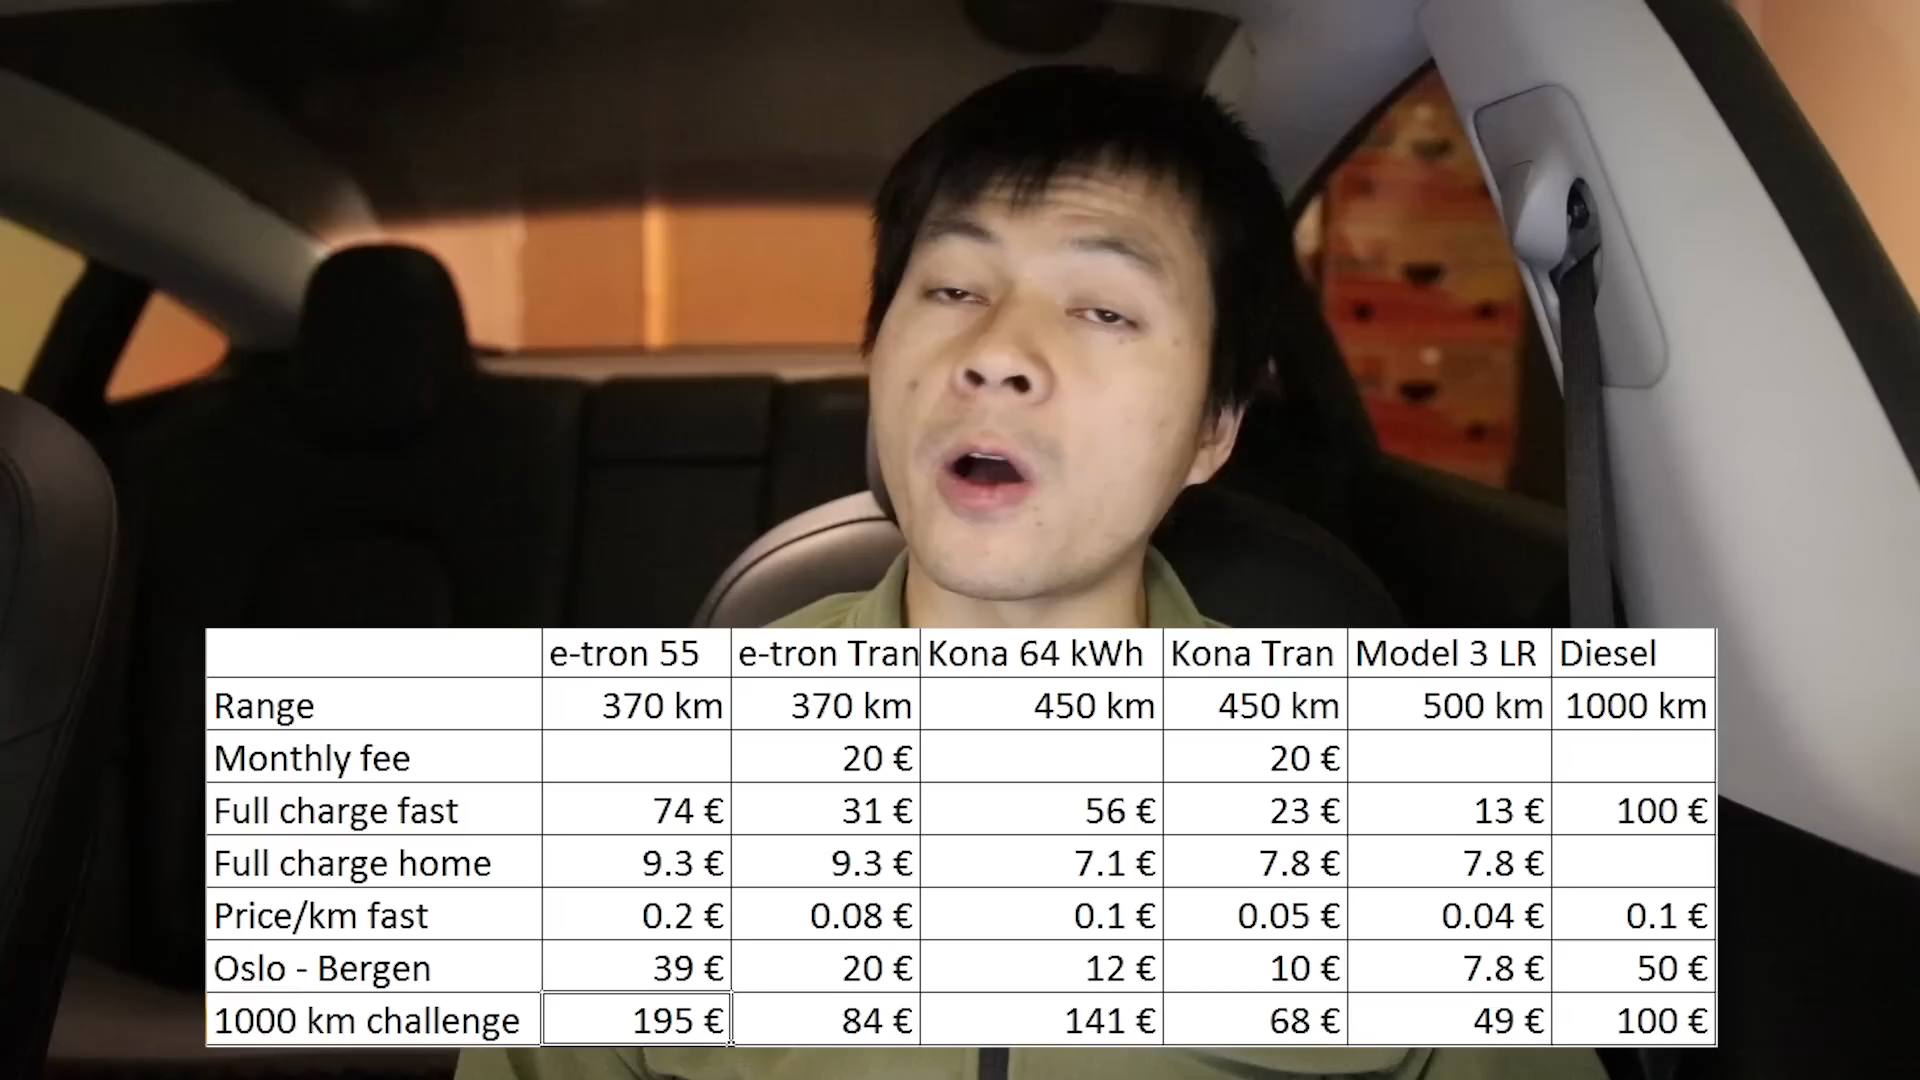 e-tron 55 e-tron Tran Kona 64 kWh Kona Tran Model 3 LR Diesel
Range 370 km 370 km 450 km 450 km 500 km 1000 km
Monthly fee 20 € 20 €
Full charge fast 74 € 31 € 56 € 23 € 13 € 100 €
Full charge home 9.3 € 9.3 € 7.1 € 7.8 € 7.8 €
Price/km fast 0.2 € 0.08 € 0.1 € 0.05 € 0.04 € 0.1 €
Oslo - Bergen 39 € 20 € 12 € 10 € 7.8 € 50 €
1000 km challenge 195 € 84 € 141 € 68 € 49 € 100 €